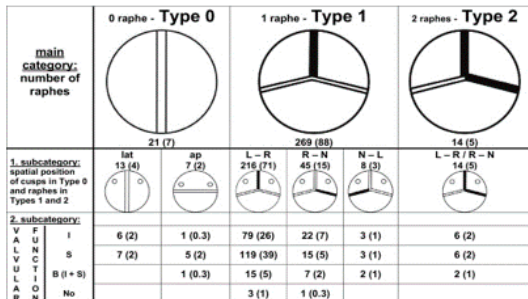 0 raphe - Type 0 1 raphe - Type 1 2 raphes - Type 2
main
category:
number of
raphes
21 (7) 269 (88) 14 (5)
1. subcategory:
spatial position
of cusps in Type 0
and raphes in
Types 1 and 2
lat ap L – R R – N N – L L – R / R – N
13 (4) 7 (2) 216 (71) 45 (15) 8 (3) 14 (5)
2. subcategory:
V F
A U I 6 (2) 1 (0.3) 79 (26) 22 (7) 3 (1) 6 (2)
L N
V C S 7 (2) 5 (2) 119 (39) 15 (5) 3 (1) 6 (2)
U T
L I B (I + S) 1 (0.3) 15 (5) 7 (2) 2 (1) 2 (1)
A O
R N No 3 (1) 1 (0.3)